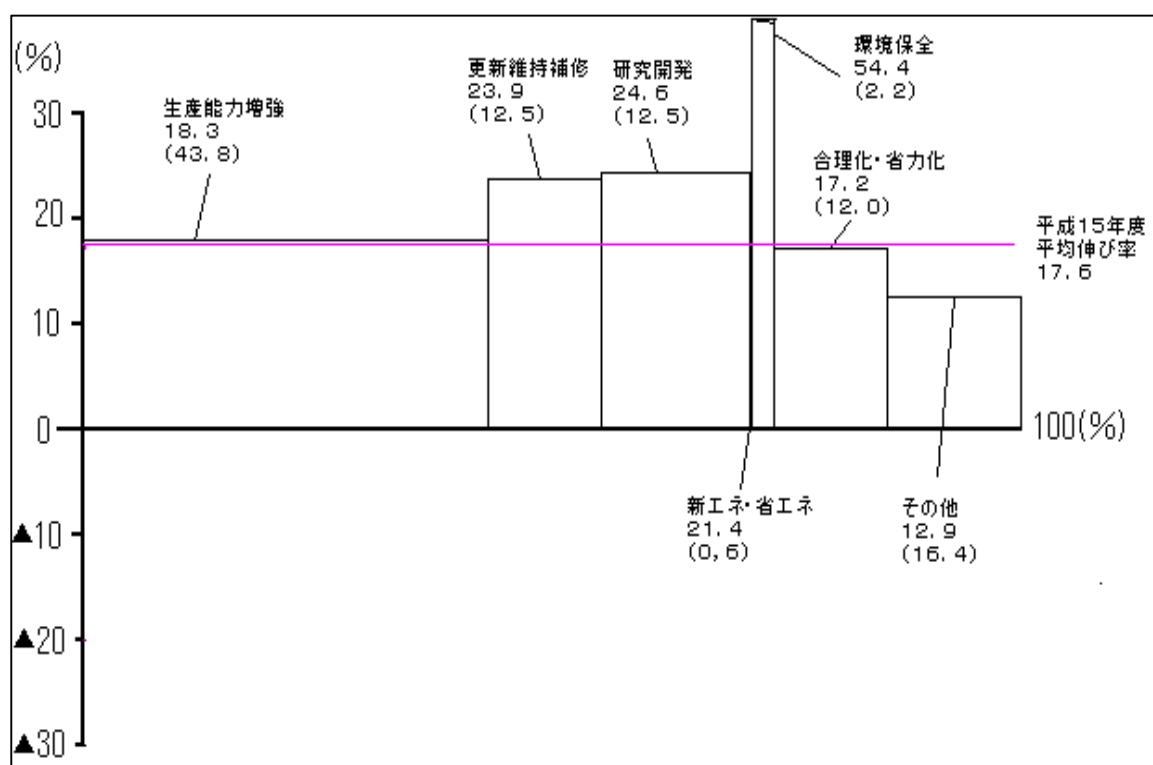 (%)
30
20
10
0
▲10
▲20
▲30
生産能力増強
18.3
(43.8)
更新維持補修
23.9
(12.5)
研究開発
24.6
(12.5)
環境保全
54.4
(2.2)
合理化・省力化
17.2
(12.0)
平成15年度
平均伸び率
17.6
100(%)
新エネ・省エネ
21.4
(0,6)
その他
12.9
(16.4)